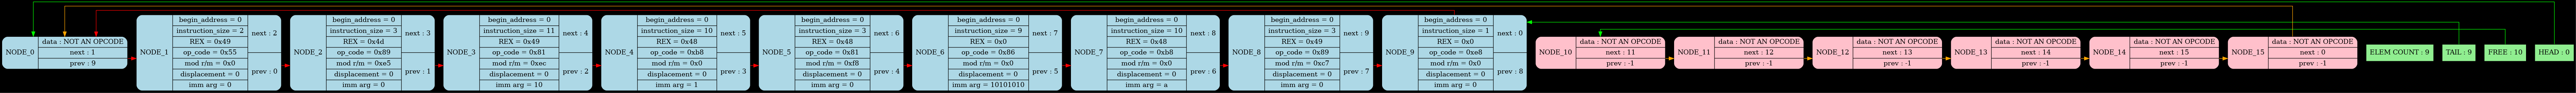 NODE_0
data : NOT AN OPCODE
next : 1
prev : 9
NODE_1
begin_address = 0
instruction_size = 2
REX = 0x49
op_code = 0x55
mod r/m = 0x0
displacement = 0
imm arg = 0
next : 2
prev : 0
NODE_2
begin_address = 0
instruction_size = 3
REX = 0x4d
op_code = 0x89
mod r/m = 0xe5
displacement = 0
imm arg = 0
next : 3
prev : 1
NODE_3
begin_address = 0
instruction_size = 11
REX = 0x49
op_code = 0x81
mod r/m = 0xec
displacement = 0
imm arg = 10
next : 4
prev : 2
NODE_4
begin_address = 0
instruction_size = 10
REX = 0x48
op_code = 0xb8
mod r/m = 0x0
displacement = 0
imm arg = 1
next : 5
prev : 3
NODE_5
begin_address = 0
instruction_size = 3
REX = 0x48
op_code = 0x81
mod r/m = 0xf8
displacement = 0
imm arg = 0
next : 6
prev : 4
NODE_6
begin_address = 0
instruction_size = 9
REX = 0x0
op_code = 0x86
mod r/m = 0x0
displacement = 0
imm arg = 10101010
next : 7
prev : 5
NODE_7
begin_address = 0
instruction_size = 10
REX = 0x48
op_code = 0xb8
mod r/m = 0x0
displacement = 0
imm arg = a
next : 8
prev : 6
NODE_8
begin_address = 0
instruction_size = 3
REX = 0x49
op_code = 0x89
mod r/m = 0xc7
displacement = 0
imm arg = 0
next : 9
prev : 7
NODE_9
begin_address = 0
instruction_size = 1
REX = 0x0
op_code = 0xe8
mod r/m = 0x0
displacement = 0
imm arg = 0
next : 0
prev : 8
NODE_10
data : NOT AN OPCODE
next : 11
prev : -1
NODE_11
data : NOT AN OPCODE
next : 12
prev : -1
NODE_12
data : NOT AN OPCODE
next : 13
prev : -1
NODE_13
data : NOT AN OPCODE
next : 14
prev : -1
NODE_14
data : NOT AN OPCODE
next : 15
prev : -1
NODE_15
data : NOT AN OPCODE
next : 0
prev : -1
ELEM COUNT : 9
TAIL : 9
FREE : 10
HEAD : 0